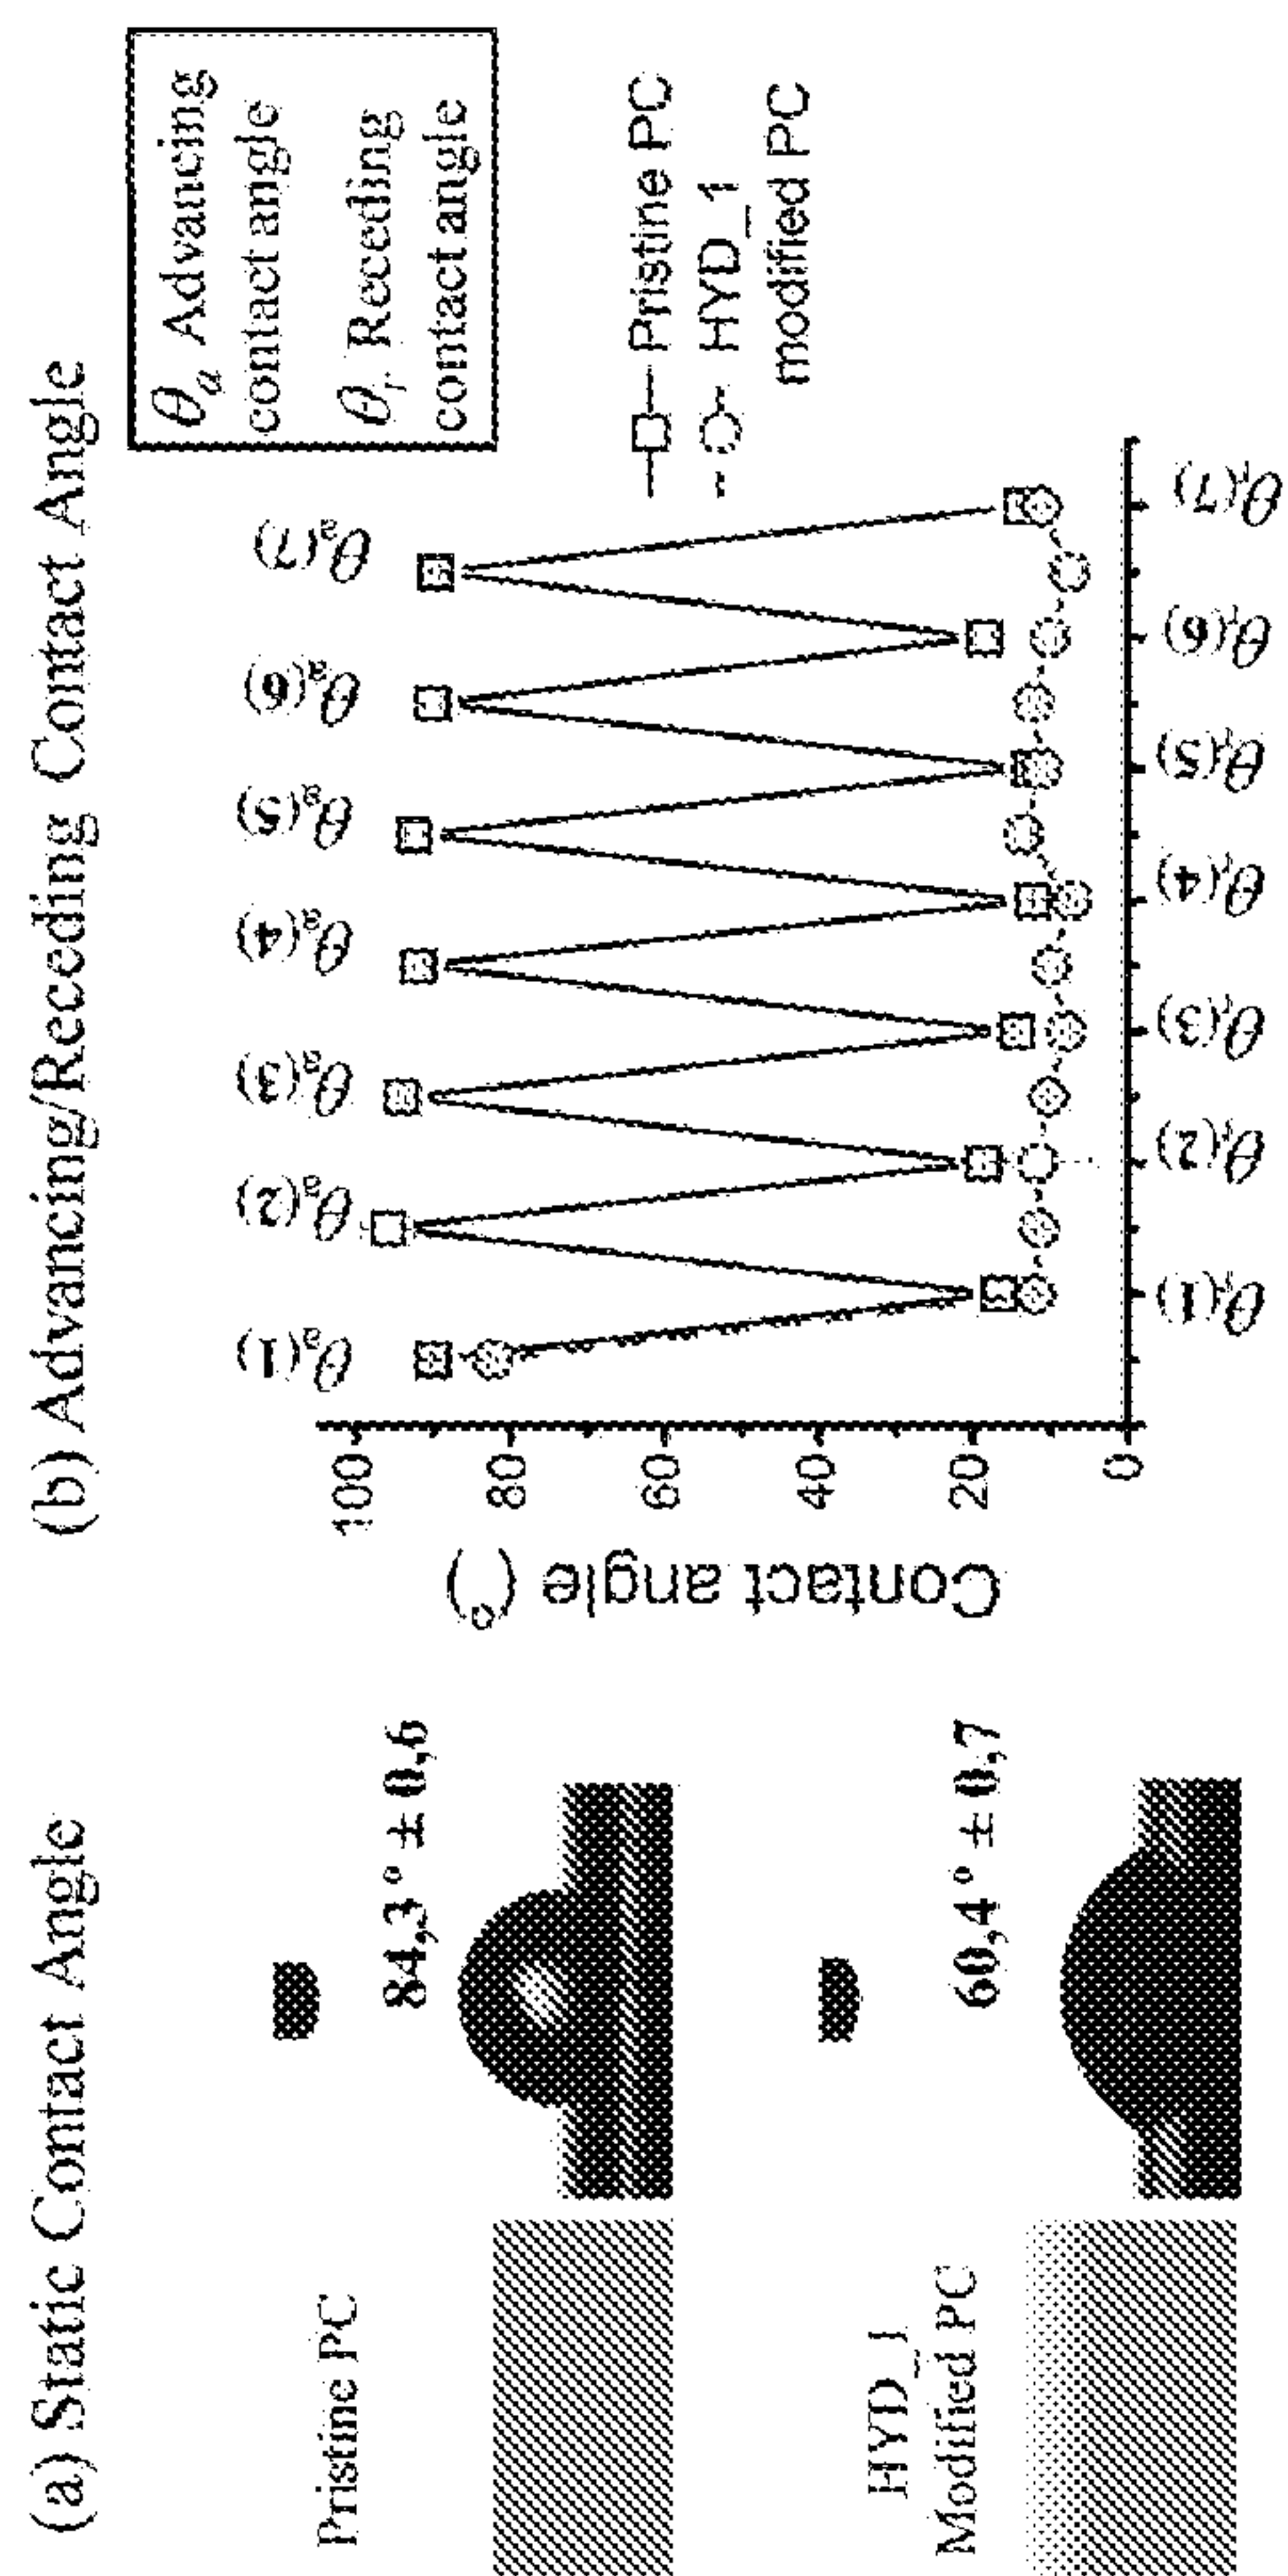 (a) Static Contact Angle
Pristine PC
84,3° ± 0,6
HYD_1
Modified PC
60,4° ± 0,7
(b) Advancing/Receding Contact Angle
θa Advancing
contact angle
θr Receding
contact angle
Pristine PC
HYD_1
modified PC
Contact angle (°)
100
80
60
40
20
0
θa(1)
θa(2)
θa(3)
θa(4)
θa(5)
θa(6)
θa(7)
θr(1)
θr(2)
θr(3)
θr(4)
θr(5)
θr(6)
θr(7)